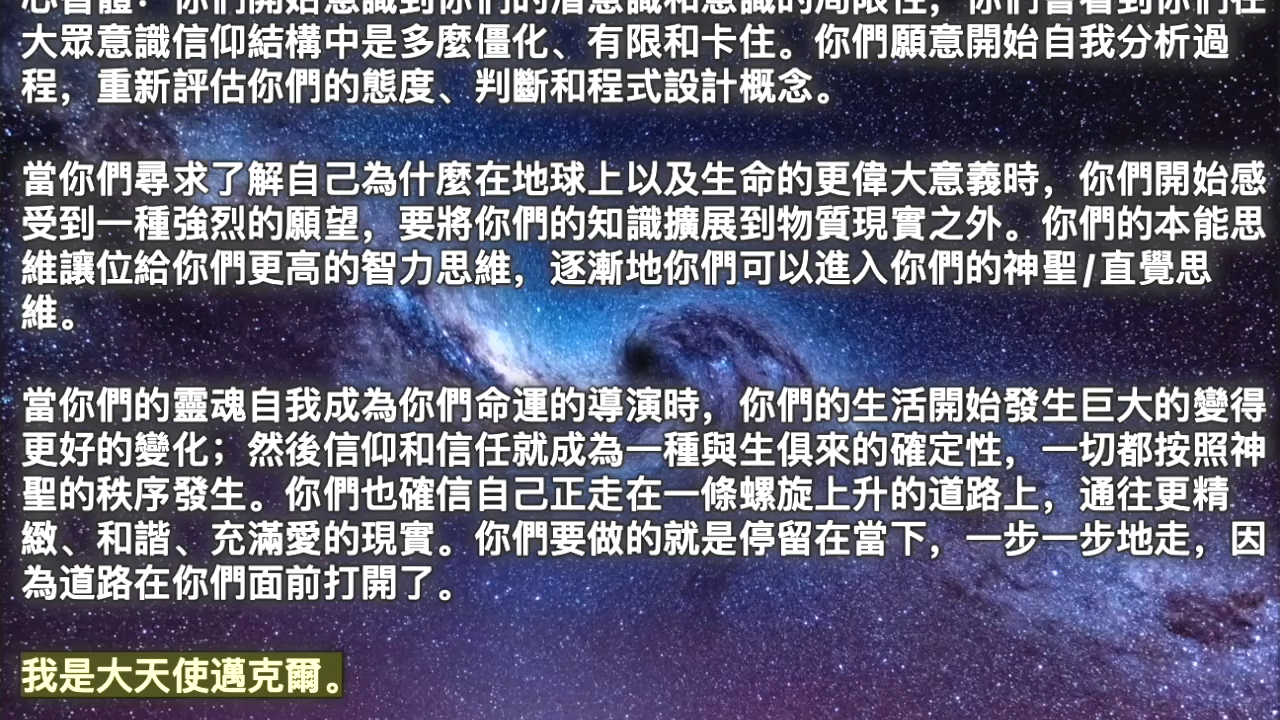 心智體：你們開始意識到你們的潛意識和意識的局限性，你們會看到你們在
大眾意識信仰結構中是多麼僵化、有限和卡住。你們願意開始自我分析過
程，重新評估你們的態度、判斷和程式設計概念。
當你們尋求了解自己為什麼在地球上以及生命的更偉大意義時，你們開始感
受到一種強烈的願望，要將你們的知識擴展到物質現實之外。你們的本能思
維讓位給你們更高的智力思維，逐漸地你們可以進入你們的神聖/直覺思
維。
當你們的靈魂自我成為你們命運的導演時，你們的生活開始發生巨大的變得
更好的變化；然後信仰和信任就成為一種與生俱來的確定性，一切都按照神
聖的秩序發生。你們也確信自己正走在一條螺旋上升的道路上，通往更精
緻、和諧、充滿愛的現實。你們要做的就是停留在當下，一步一步地走，因
為道路在你們面前打開了。
我是大天使邁克爾。